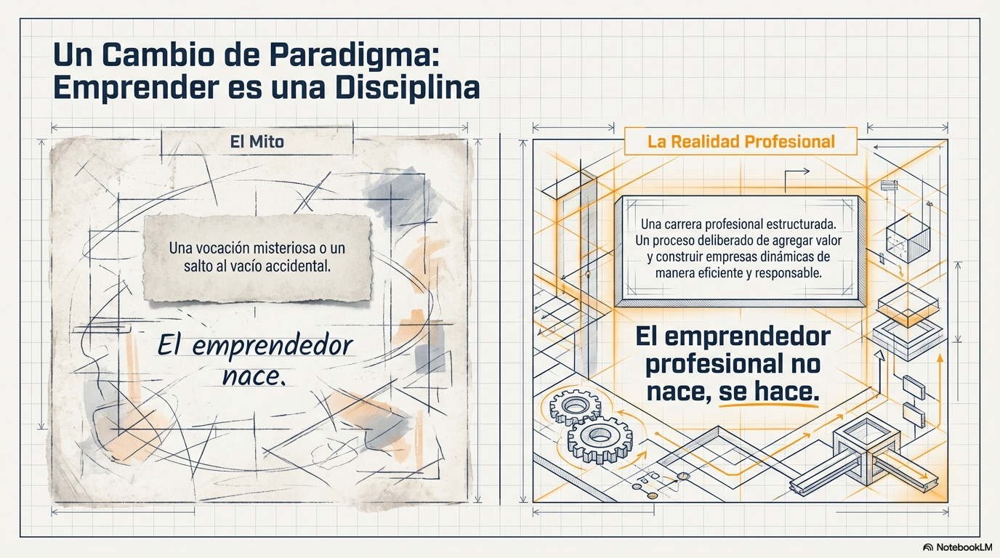 Un Cambio de Paradigma:
Emprender es una Disciplina
El Mito
Una vocación misteriosa o un
salto al vacío accidental.
El emprendedor
nace.
La Realidad Profesional
Una carrera profesional estructurada.
Un proceso deliberado de agregar valor
y construir empresas dinámicas de
manera eficiente y responsable.
El emprendedor
profesional no
nace, se hace.
NotebookLM